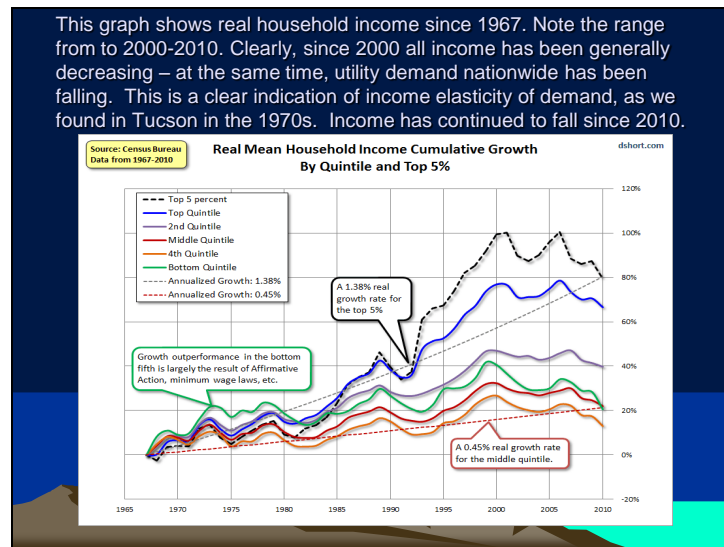 This graph shows real household income since 1967. Note the range
from to 2000-2010. Clearly, since 2000 all income has been generally
decreasing – at the same time, utility demand nationwide has been
falling. This is a clear indication of income elasticity of demand, as we
found in Tucson in the 1970s. Income has continued to fall since 2010.
Source: Census Bureau
Data from 1967-2010
Real Mean Household Income Cumulative Growth
By Quintile and Top 5%
dshort.com
Top 5 percent
Top Quintile
2nd Quintile
Middle Quintile
4th Quintile
Bottom Quintile
Annualized Growth: 1.38%
Annualized Growth: 0.45%
A 1.38% real
growth rate for
the top 5%
Growth outperformance in the bottom
fifth is largely the result of Affirmative
Action, minimum wage laws, etc.
A 0.45% real growth rate
for the middle quintile.
120%
100%
80%
60%
40%
20%
0%
-20%
1965 1970 1975 1980 1985 1990 1995 2000 2005 2010